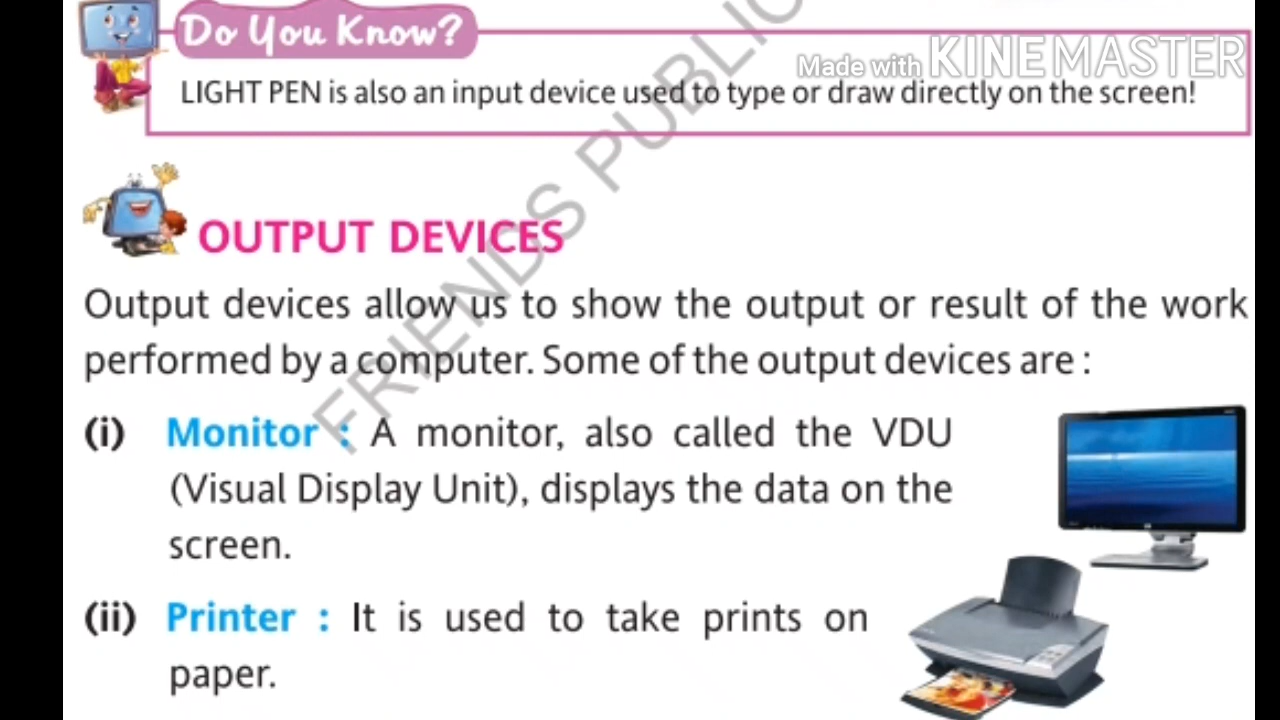 Do You Know?
Made with KINEMASTER
LIGHT PEN is also an input device used to type or draw directly on the screen!
FRIENDS PUBLIC
OUTPUT DEVICES
Output devices allow us to show the output or result of the work
performed by a computer. Some of the output devices are :
(i) Monitor : A monitor, also called the VDU
(Visual Display Unit), displays the data on the
screen.
(ii) Printer : It is used to take prints on
paper.